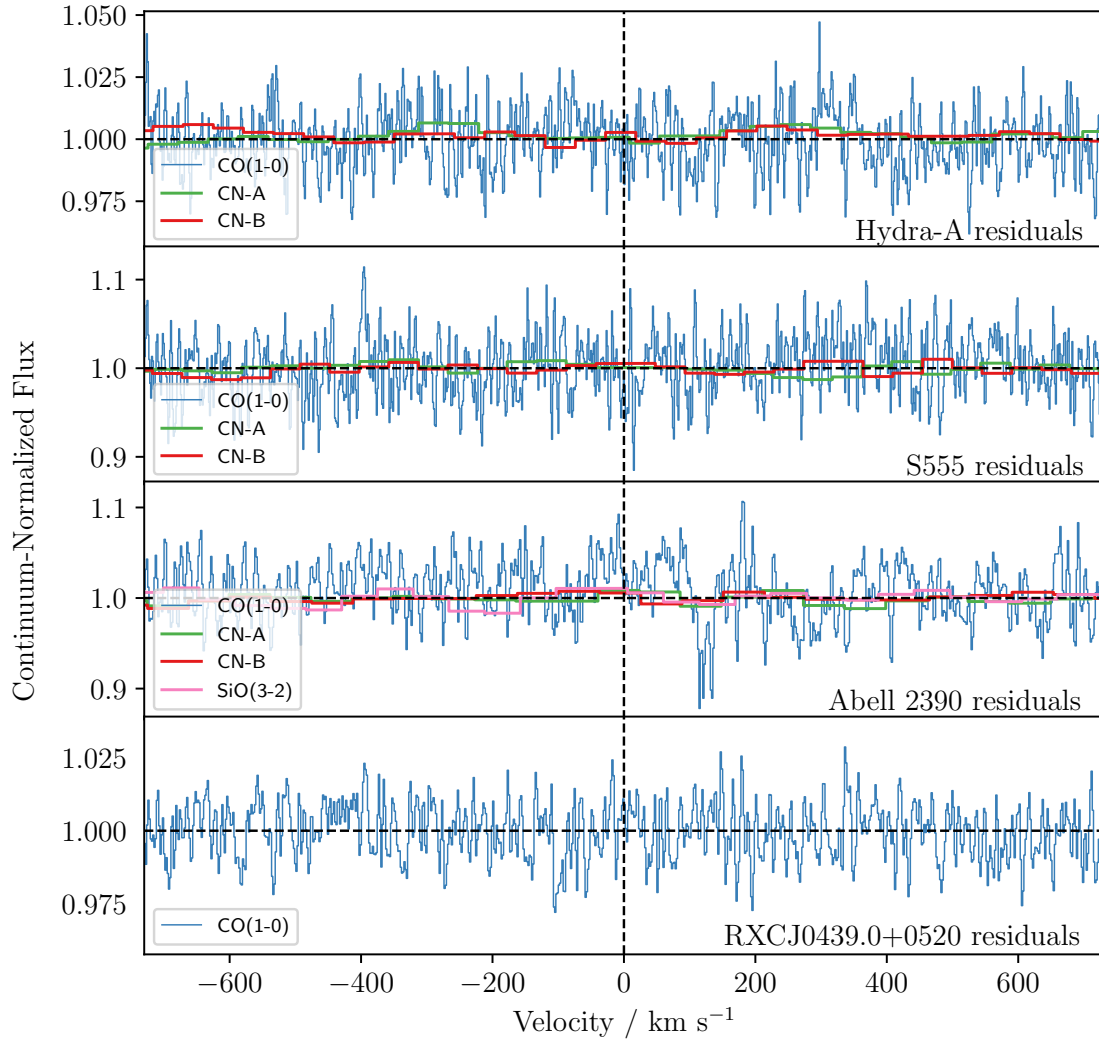 Continuum-Normalized Flux
1.050
1.025
1.000
0.975
CO(1-0)
CN-A
CN-B
Hydra-A residuals
1.1
1.0
0.9
CO(1-0)
CN-A
CN-B
S555 residuals
1.1
1.0
0.9
CO(1-0)
CN-A
CN-B
SiO(3-2)
Abell 2390 residuals
1.025
1.000
0.975
CO(1-0)
RXCJ0439.0+0520 residuals
−600 −400 −200 0 200 400 600
Velocity / km s⁻¹